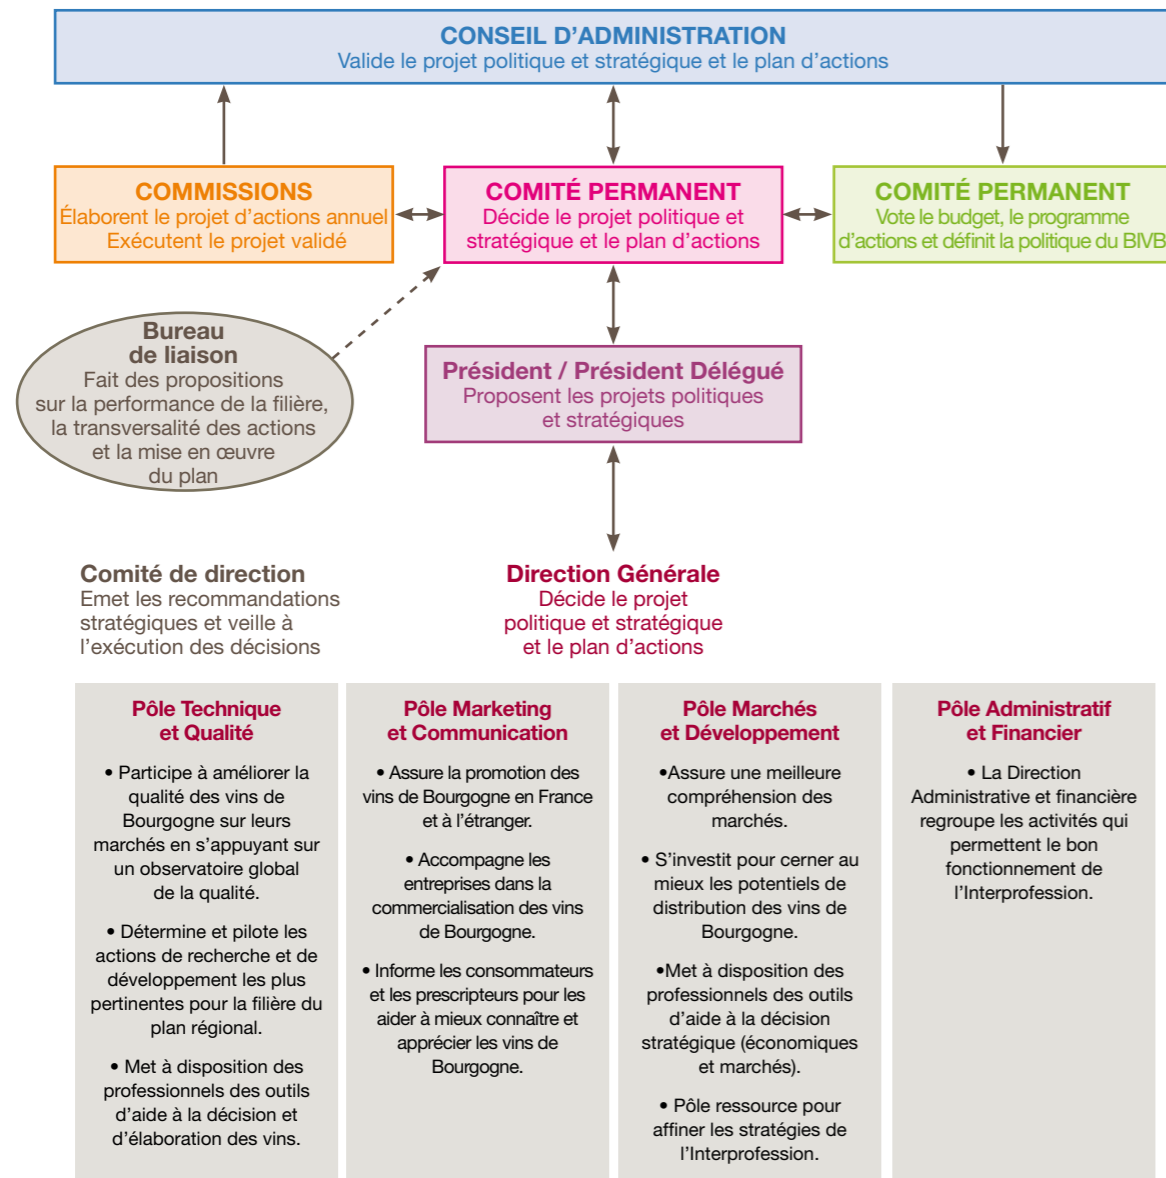 CONSEIL D’ADMINISTRATION
Valide le projet politique et stratégique et le plan d’actions
COMMISSIONS
Élaborent le projet d’actions annuel
Exécutent le projet validé
COMITÉ PERMANENT
Décide le projet politique et
stratégique et le plan d’actions
COMITÉ PERMANENT
Vote le budget, le programme
d’actions et définit la politique du BIVB
Bureau
de liaison
Fait des propositions
sur la performance de la filière,
la transversalité des actions
et la mise en œuvre
du plan
Président / Président Délégué
Proposent les projets politiques
et stratégiques
Comité de direction
Emet les recommandations
stratégiques et veille à
l’exécution des décisions
Direction Générale
Décide le projet
politique et stratégique
et le plan d’actions
Pôle Technique
et Qualité
• Participe à améliorer la
qualité des vins de
Bourgogne sur leurs
marchés en s’appuyant sur
un observatoire global
de la qualité.
• Détermine et pilote les
actions de recherche et de
développement les plus
pertinentes pour la filière du
plan régional.
• Met à disposition des
professionnels des outils
d’aide à la décision et
d’élaboration des vins.
Pôle Marketing
et Communication
• Assure la promotion des
vins de Bourgogne en France
et à l’étranger.
• Accompagne les
entreprises dans la
commercialisation des vins
de Bourgogne.
• Informe les consommateurs
et les prescripteurs pour les
aider à mieux connaître et
apprécier les vins de
Bourgogne.
Pôle Marchés
et Développement
•Assure une meilleure
compréhension des
marchés.
• S’investit pour cerner au
mieux les potentiels de
distribution des vins de
Bourgogne.
•Met à disposition des
professionnels des outils
d’aide à la décision
stratégique (économiques
et marchés).
• Pôle ressource pour
affiner les stratégies de
l’Interprofession.
Pôle Administratif
et Financier
• La Direction
Administrative et financière
regroupe les activités qui
permettent le bon
fonctionnement de
l’Interprofession.